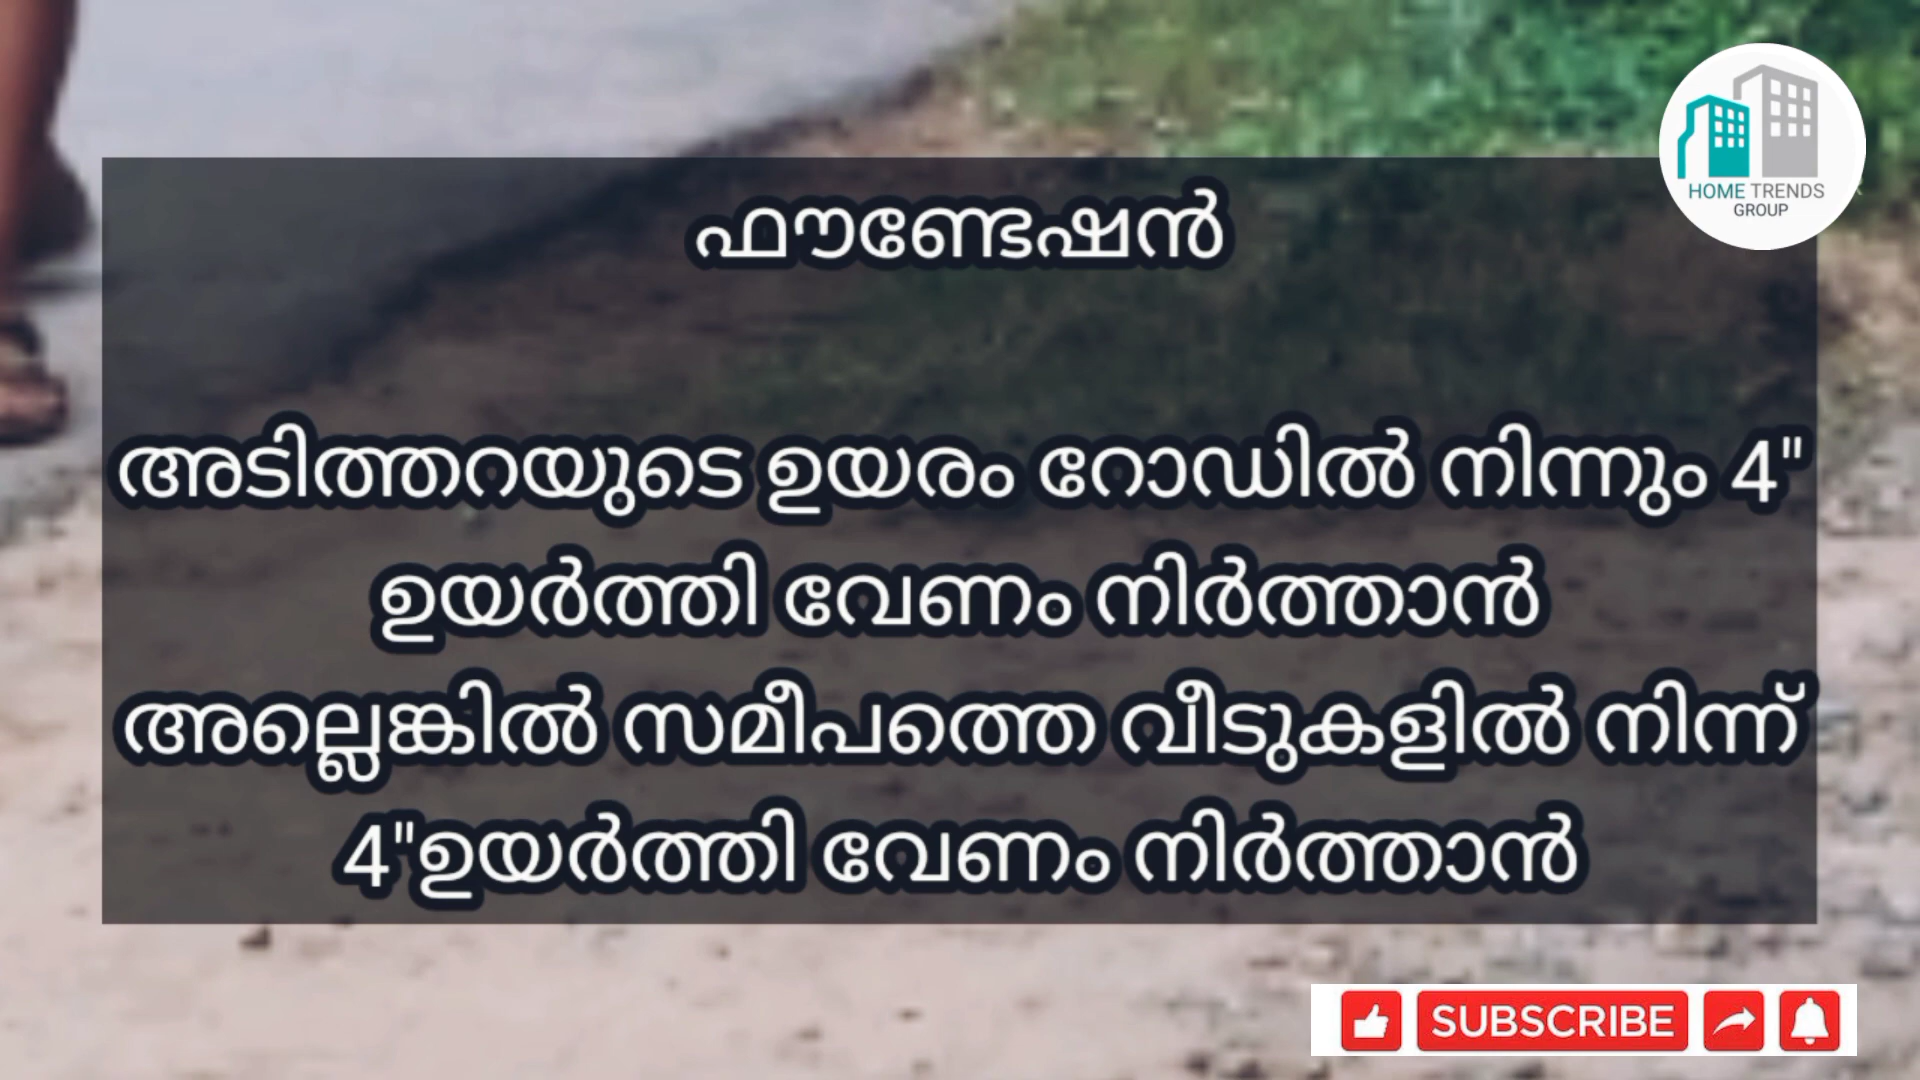 HOME TRENDS
GROUP
ഫൗണ്ടേഷൻ
അടിത്തറയുടെ ഉയരം റോഡിൽ നിന്നും 4"
ഉയർത്തി വേണം നിർത്താൻ
അല്ലെങ്കിൽ സമീപത്തെ വീടുകളിൽ നിന്ന്
4"ഉയർത്തി വേണം നിർത്താൻ
SUBSCRIBE